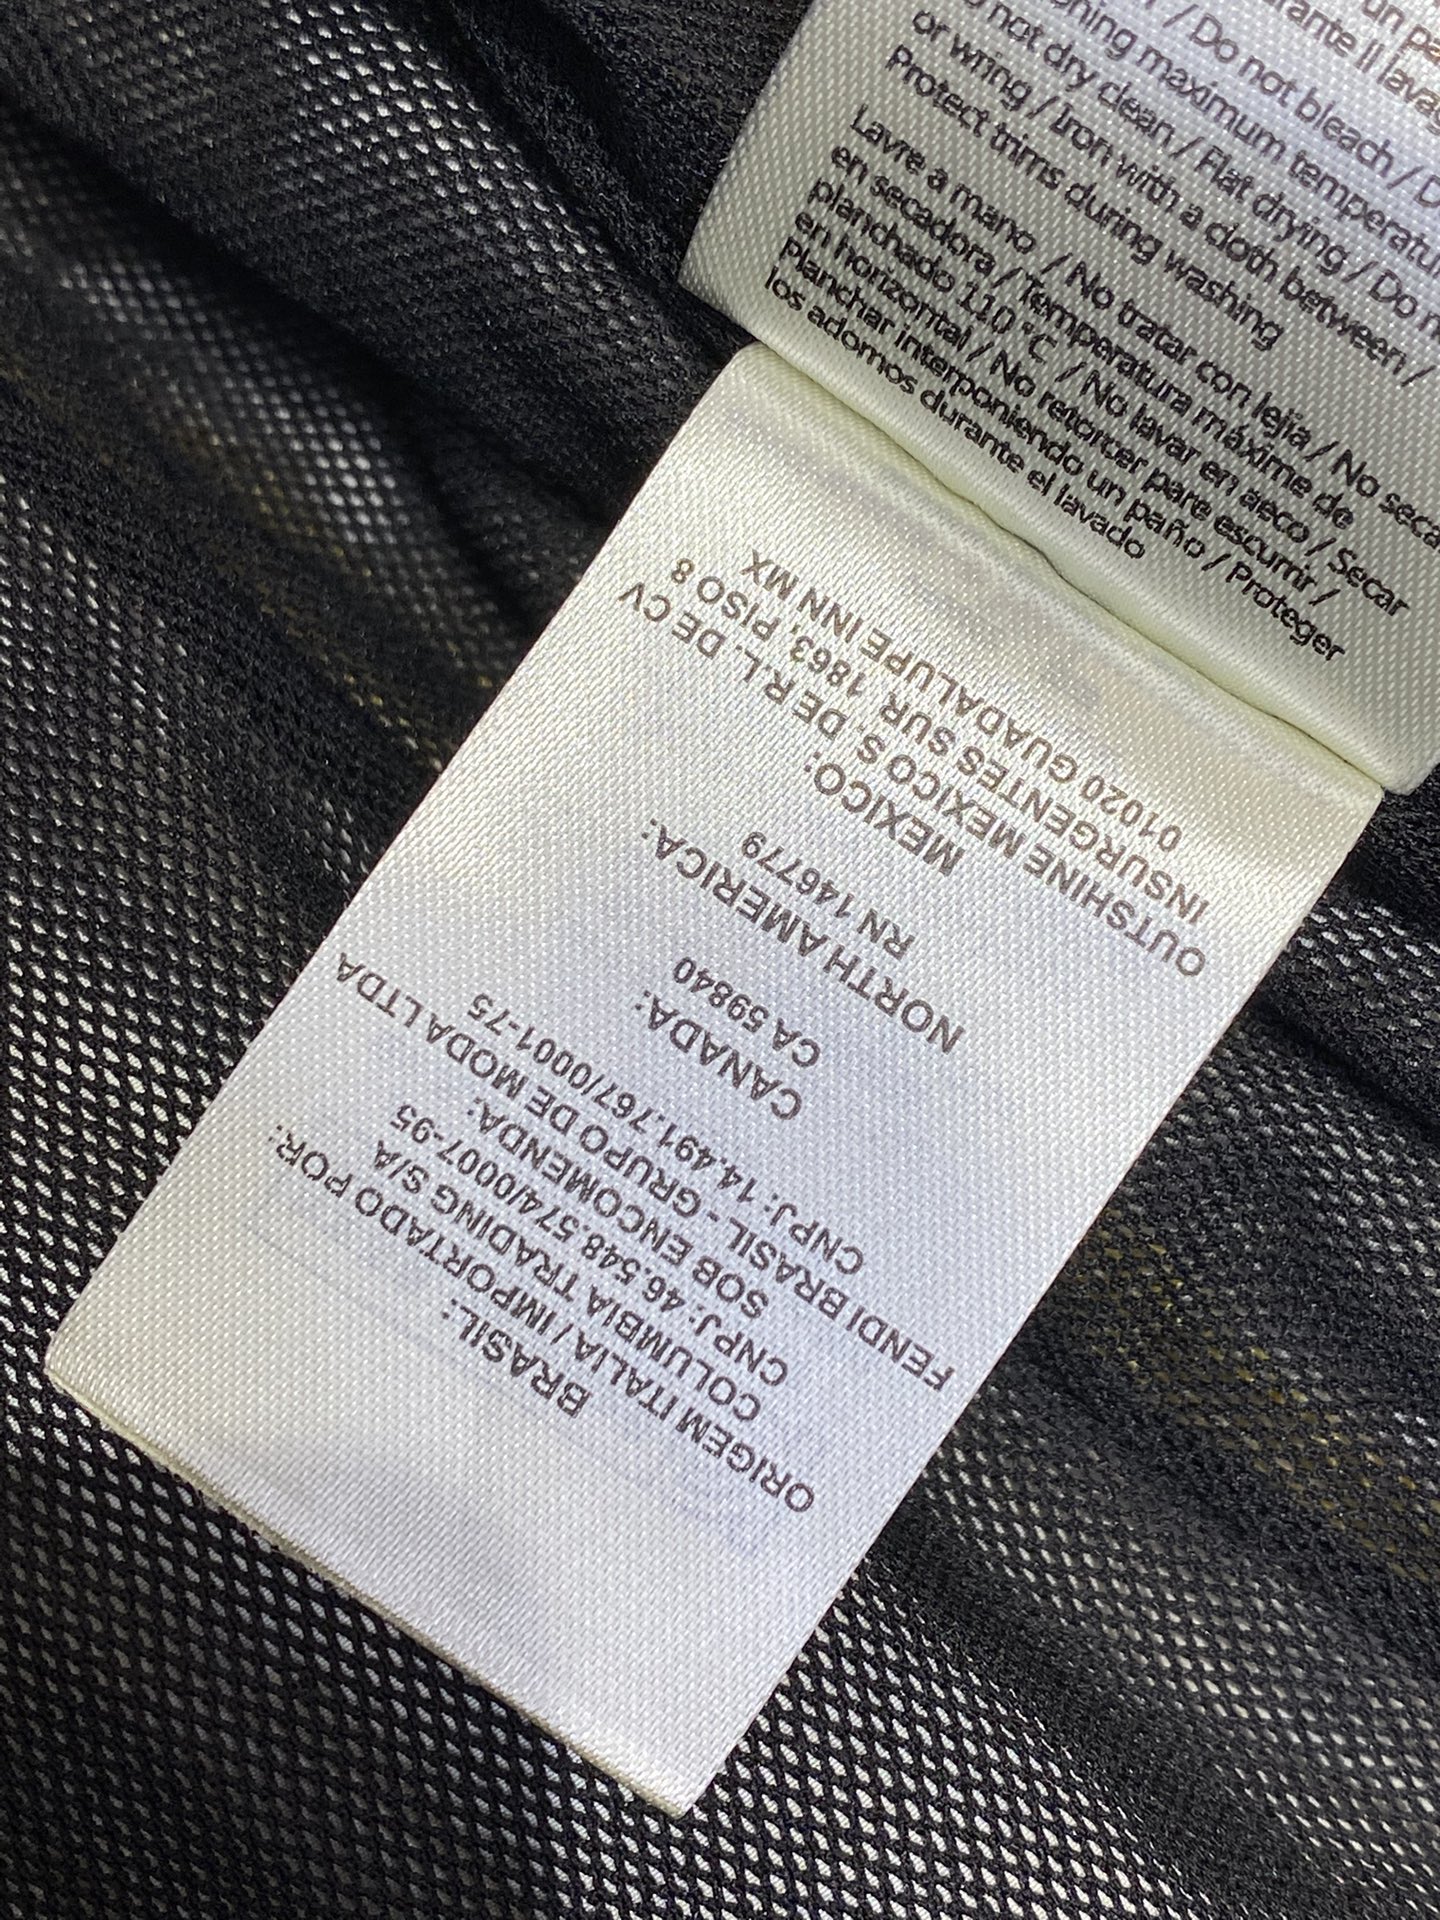 un pa
durante il lavag
/ Do not bleach / D
hing maximum temperatu
not dry clean / Flat drying / Do n
or wring / Iron with a cloth between /
Protect trims during washing
Lavre a mano / No tratar con lejía / No seca
en secadora / Temperatura máxime de
planchado 110 °C / No lavar en aeco / Secar
en horizontal / No retorcer pare escurrir /
planchar interponiendo un paño / Proteger
los adornos durante el lavado
BRASIL:
ORIGEM ITALIA / IMPORTADO POR:
COLUMBIA TRADING S/A
CNPJ: 46.548.574/0007-95
SOB ENCOMENDA:
FENDI BRASIL - GRUPO DE MODA LTDA
CNPJ: 14.491.767/0001-75
CANADA:
CA 59840
NORTH AMERICA:
RN 146779
MEXICO:
OUTSHINE MEXICO S. DE R.L. DE CV
INSURGENTES SUR 1863, PISO 8
01020 GUADALUPE INN MX